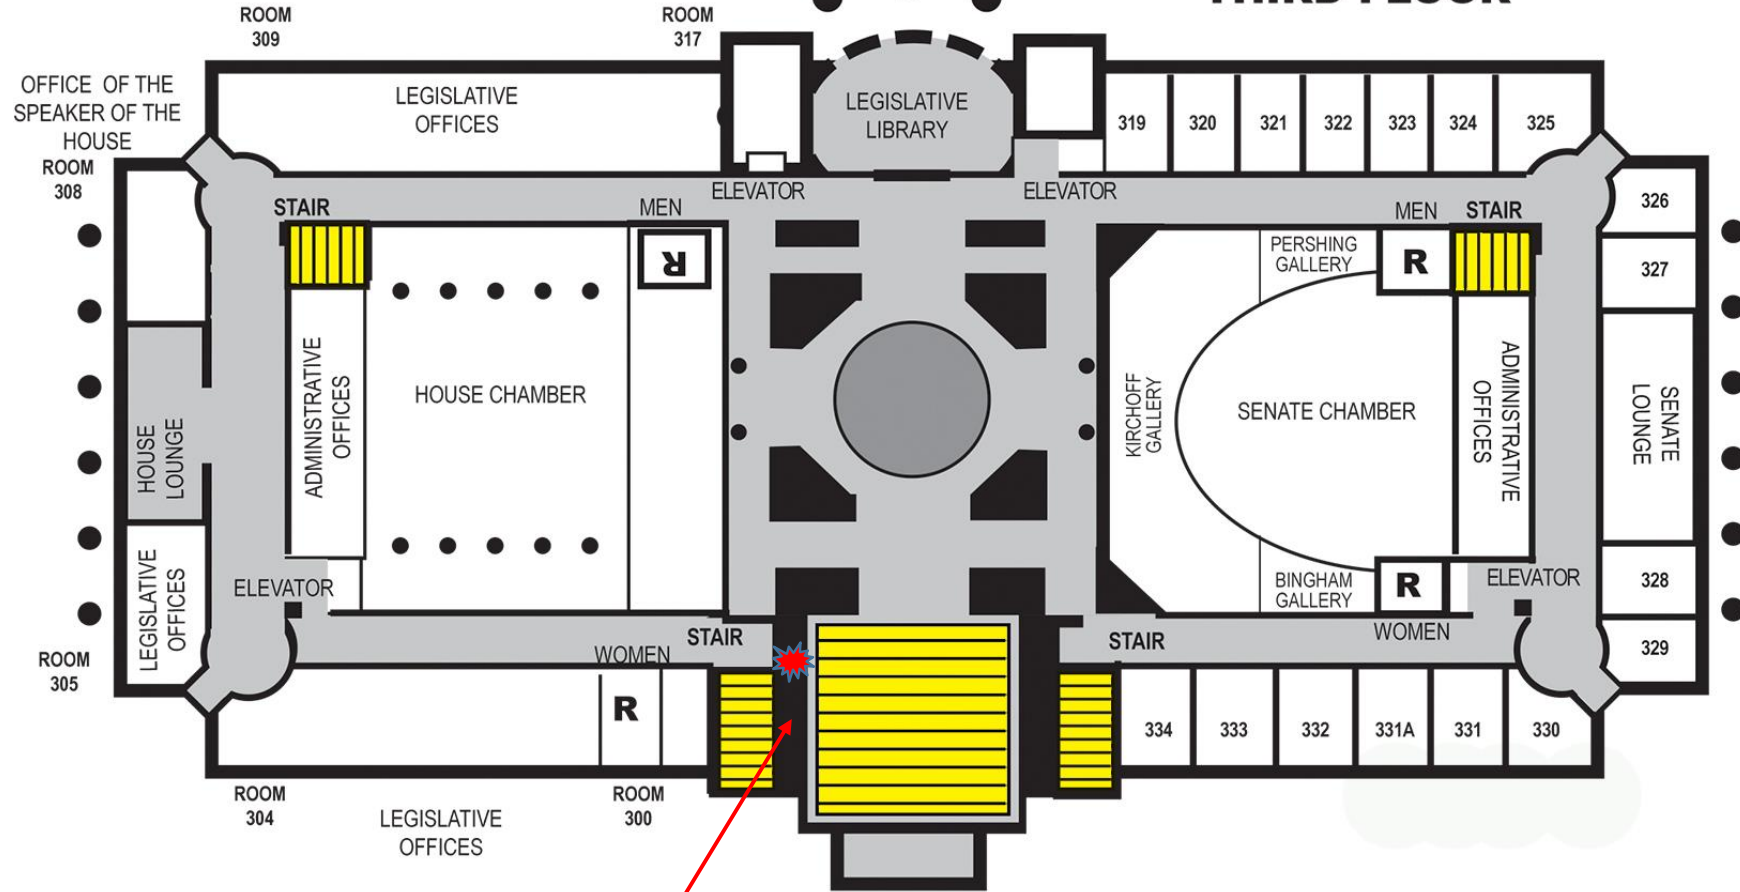 THIRD FLOOR
ROOM
309
ROOM
317
OFFICE OF THE
SPEAKER OF THE
HOUSE
ROOM
308
LEGISLATIVE
OFFICES
LEGISLATIVE
LIBRARY
319
320
321
322
323
324
325
STAIR
MEN
ELEVATOR
ELEVATOR
MEN
STAIR
326
R
PERSHING
GALLERY
R
327
ADMINISTRATIVE
OFFICES
HOUSE CHAMBER
KIRCHOFF
GALLERY
SENATE CHAMBER
ADMINISTRATIVE
OFFICES
SENATE
LOUNGE
HOUSE
LOUNGE
LEGISLATIVE
OFFICES
ELEVATOR
BINGHAM
GALLERY
R
ELEVATOR
328
STAIR
STAIR
WOMEN
WOMEN
329
ROOM
305
R
334
333
332
331A
331
330
ROOM
304
LEGISLATIVE
OFFICES
ROOM
300